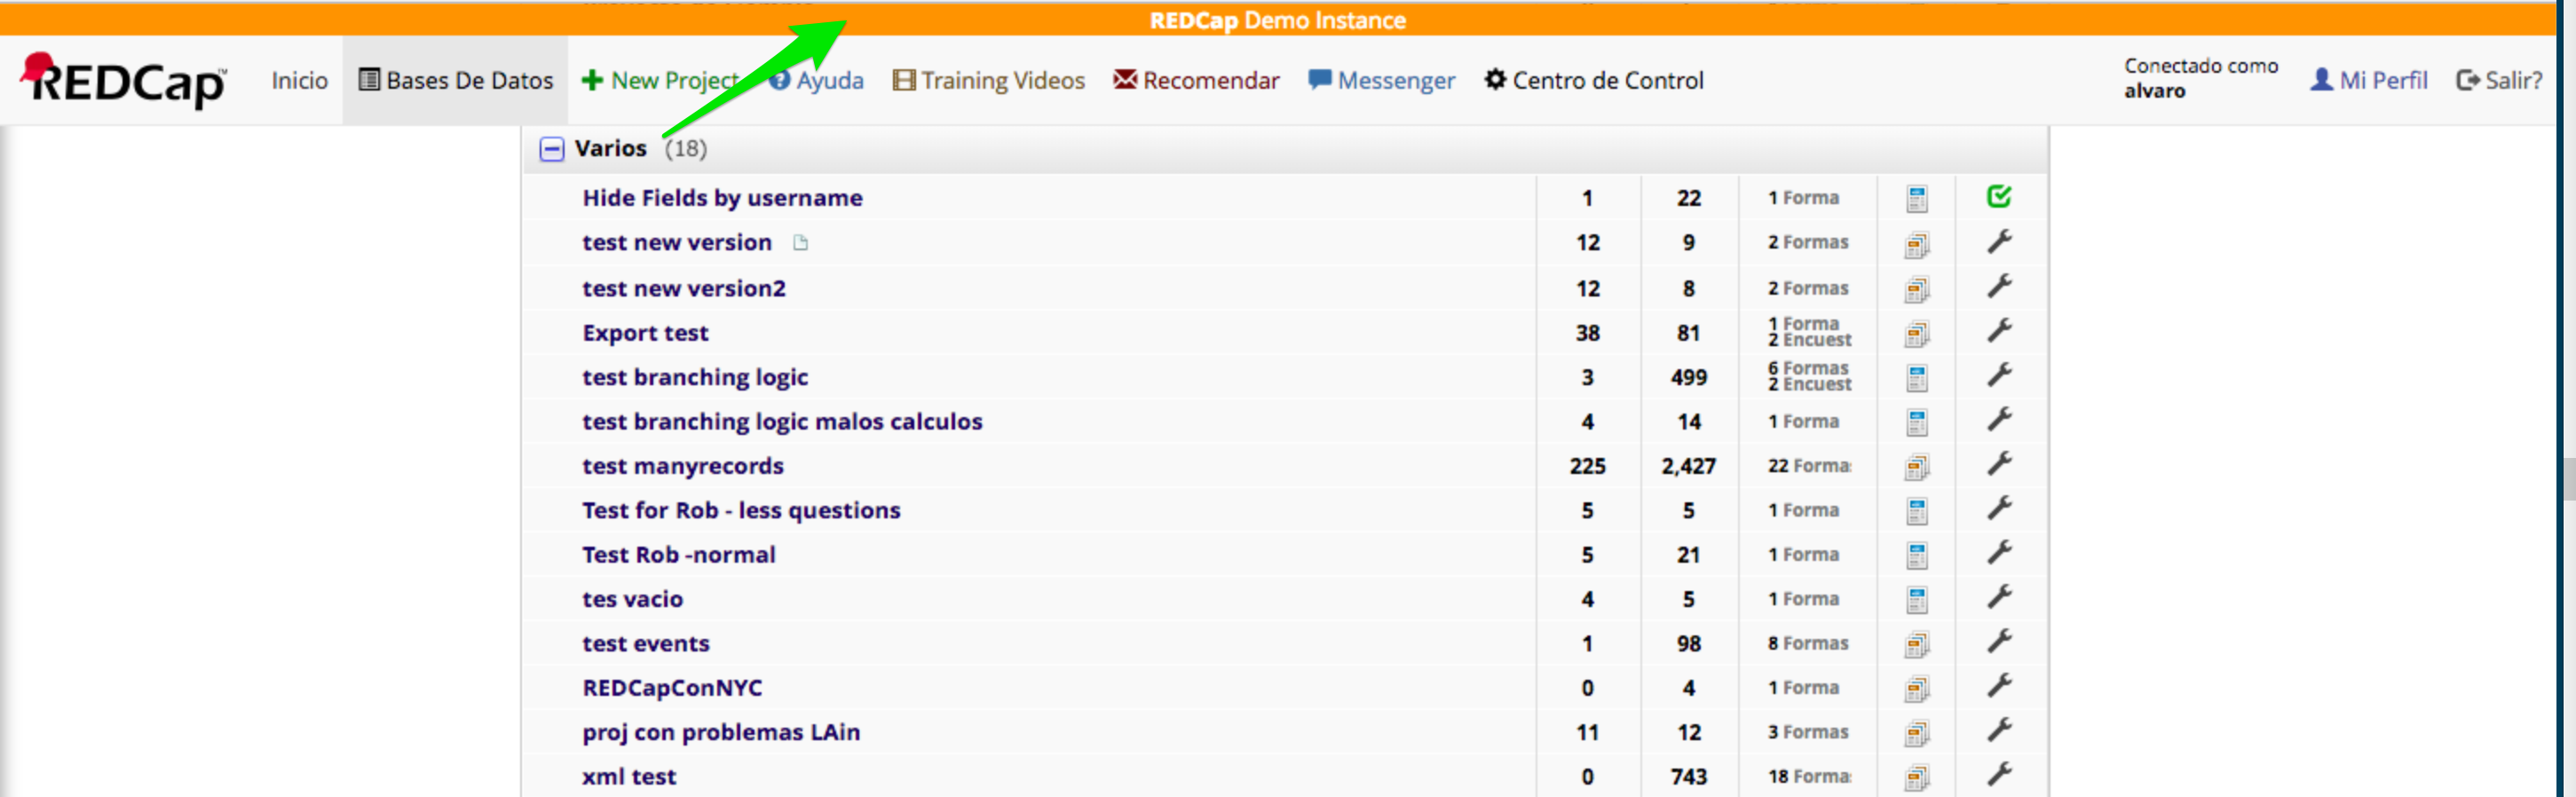 REDCap Demo Instance
REDCap™ Inicio Bases De Datos New Project Ayuda Training Videos Recomendar Messenger Centro de Control Conectado como alvaro Mi Perfil Salir?
Varios (18)
Hide Fields by username 1 22 1 Forma
test new version 12 9 2 Formas
test new version2 12 8 2 Formas
Export test 38 81 1 Forma 2 Encuest
test branching logic 3 499 6 Formas 2 Encuest
test branching logic malos calculos 4 14 1 Forma
test manyrecords 225 2,427 22 Forma
Test for Rob - less questions 5 5 1 Forma
Test Rob -normal 5 21 1 Forma
tes vacio 4 5 1 Forma
test events 1 98 8 Formas
REDCapConNYC 0 4 1 Forma
proj con problemas LAin 11 12 3 Formas
xml test 0 743 18 Forma